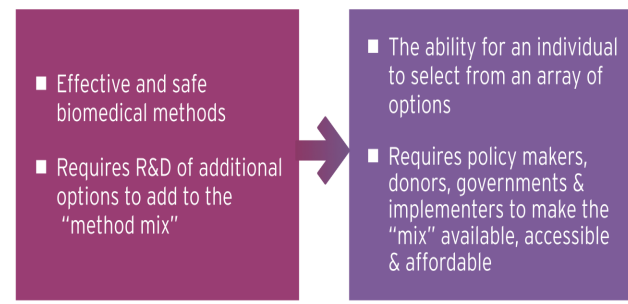 ■ Effective and safe
biomedical methods
■ Requires R&D of additional
options to add to the
“method mix”
■ The ability for an individual
to select from an array of
options
■ Requires policy makers,
donors, governments &
implementers to make the
“mix” available, accessible
& affordable